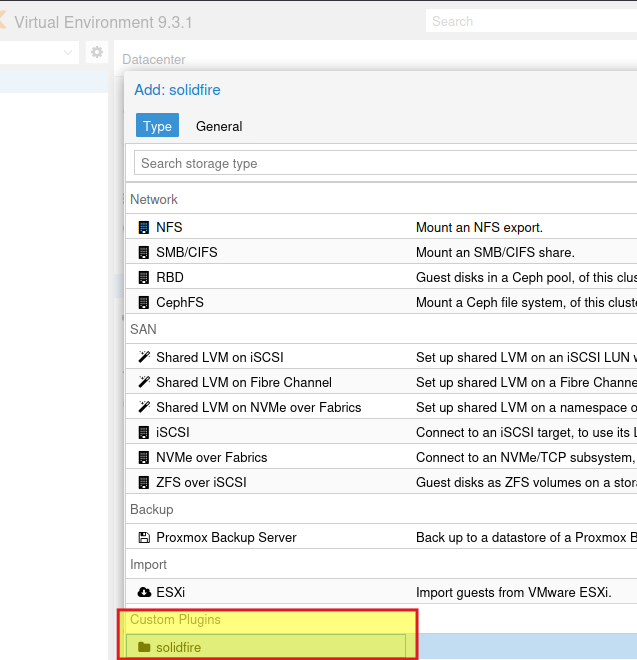 Virtual Environment 9.3.1
Search
Datacenter
Add: solidfire
Type General
Search storage type
Network
NFS Mount an NFS export.
SMB/CIFS Mount an SMB/CIFS share.
RBD Guest disks in a Ceph pool, of this clus
CephFS Mount a Ceph file system, of this cluste
SAN
Shared LVM on iSCSI Set up shared LVM on an iSCSI LUN w
Shared LVM on Fibre Channel Set up shared LVM on a Fibre Channe
Shared LVM on NVMe over Fabrics Set up shared LVM on a namespace o
iSCSI Connect to an iSCSI target, to use its L
NVMe over Fabrics Connect to an NVMe/TCP subsystem,
ZFS over iSCSI Guest disks as ZFS volumes on a stor
Backup
Proxmox Backup Server Back up to a datastore of a Proxmox B
Import
ESXi Import guests from VMware ESXi.
Custom Plugins
solidfire